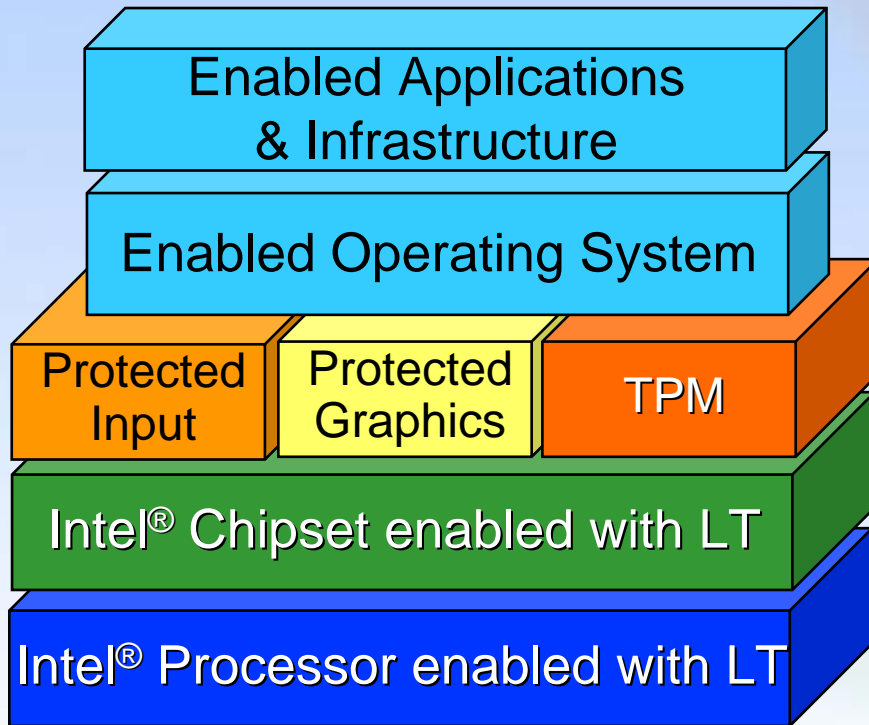 Enabled Applications
& Infrastructure
Enabled Operating System
Protected
Input
Protected
Graphics
TPM
Intel® Chipset enabled with LT
Intel® Processor enabled with LT